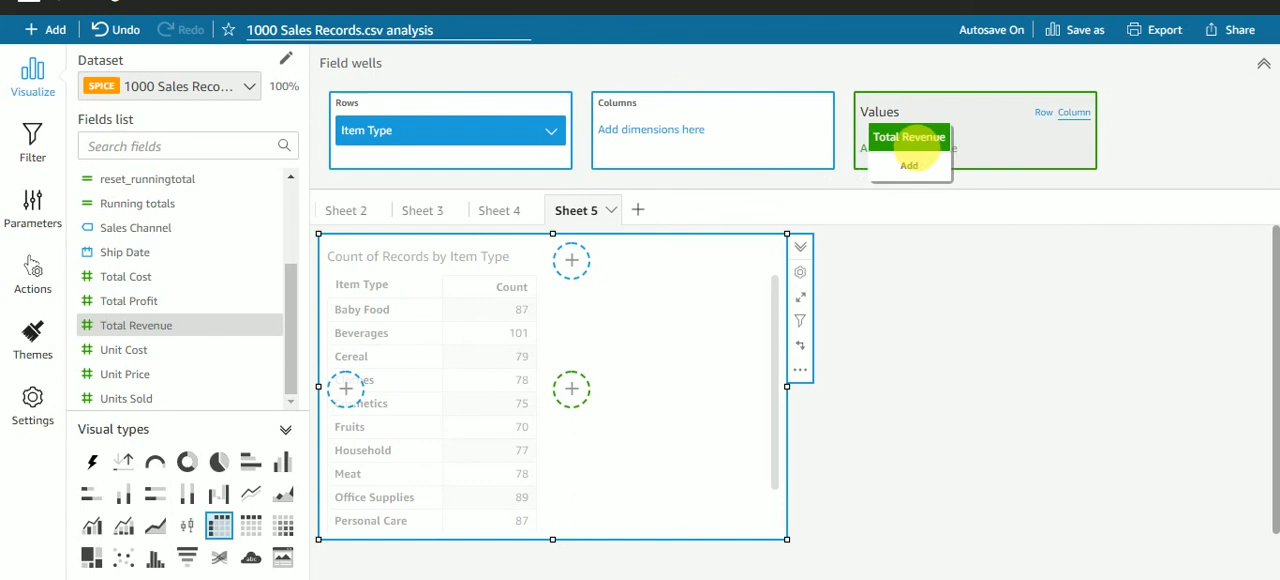 Add
Undo
Redo
1000 Sales Records.csv analysis
Autosave On
Save as
Export
Share
Visualize
Filter
Parameters
Actions
Themes
Settings
Dataset
SPICE 1000 Sales Reco... 100%
Fields list
Search fields
reset_runningtotal
Running totals
Sales Channel
Ship Date
Total Cost
Total Profit
Total Revenue
Unit Cost
Unit Price
Units Sold
Visual types
abc
Field wells
Rows
Item Type
Columns
Add dimensions here
Values
Row Column
Total Revenue
Add
Sheet 2
Sheet 3
Sheet 4
Sheet 5
Count of Records by Item Type
Item Type Count
Baby Food 87
Beverages 101
Cereal 79
78
75
Fruits 70
Household 77
Meat 78
Office Supplies 89
Personal Care 87